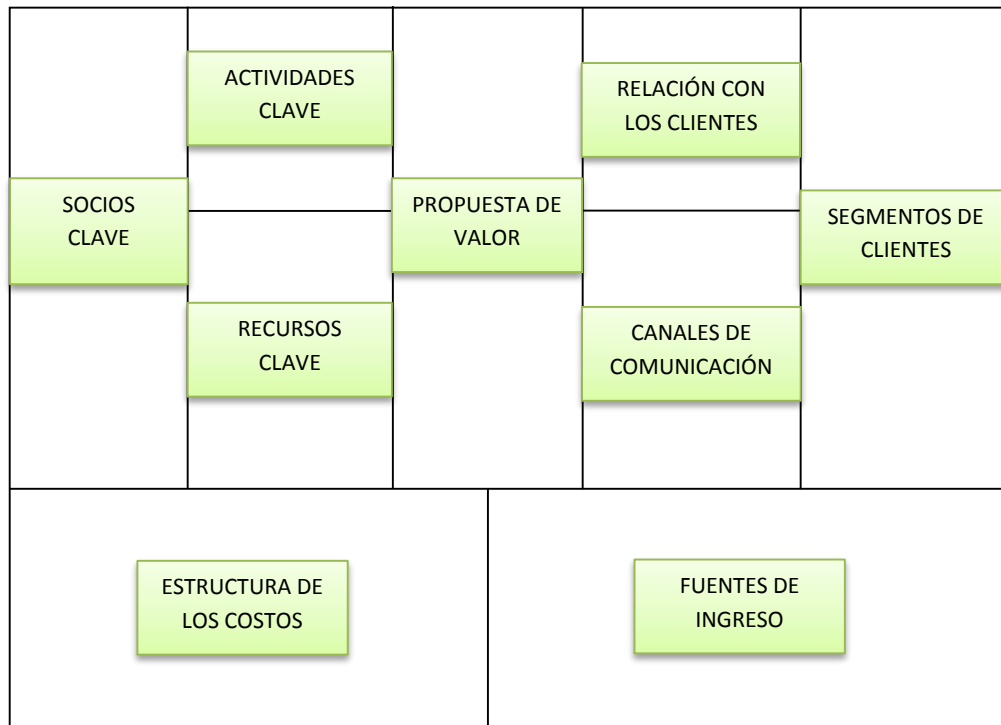 ACTIVIDADES
CLAVE
RELACIÓN CON
LOS CLIENTES
SOCIOS
CLAVE
PROPUESTA DE
VALOR
SEGMENTOS DE
CLIENTES
RECURSOS
CLAVE
CANALES DE
COMUNICACIÓN
ESTRUCTURA DE
LOS COSTOS
FUENTES DE
INGRESO